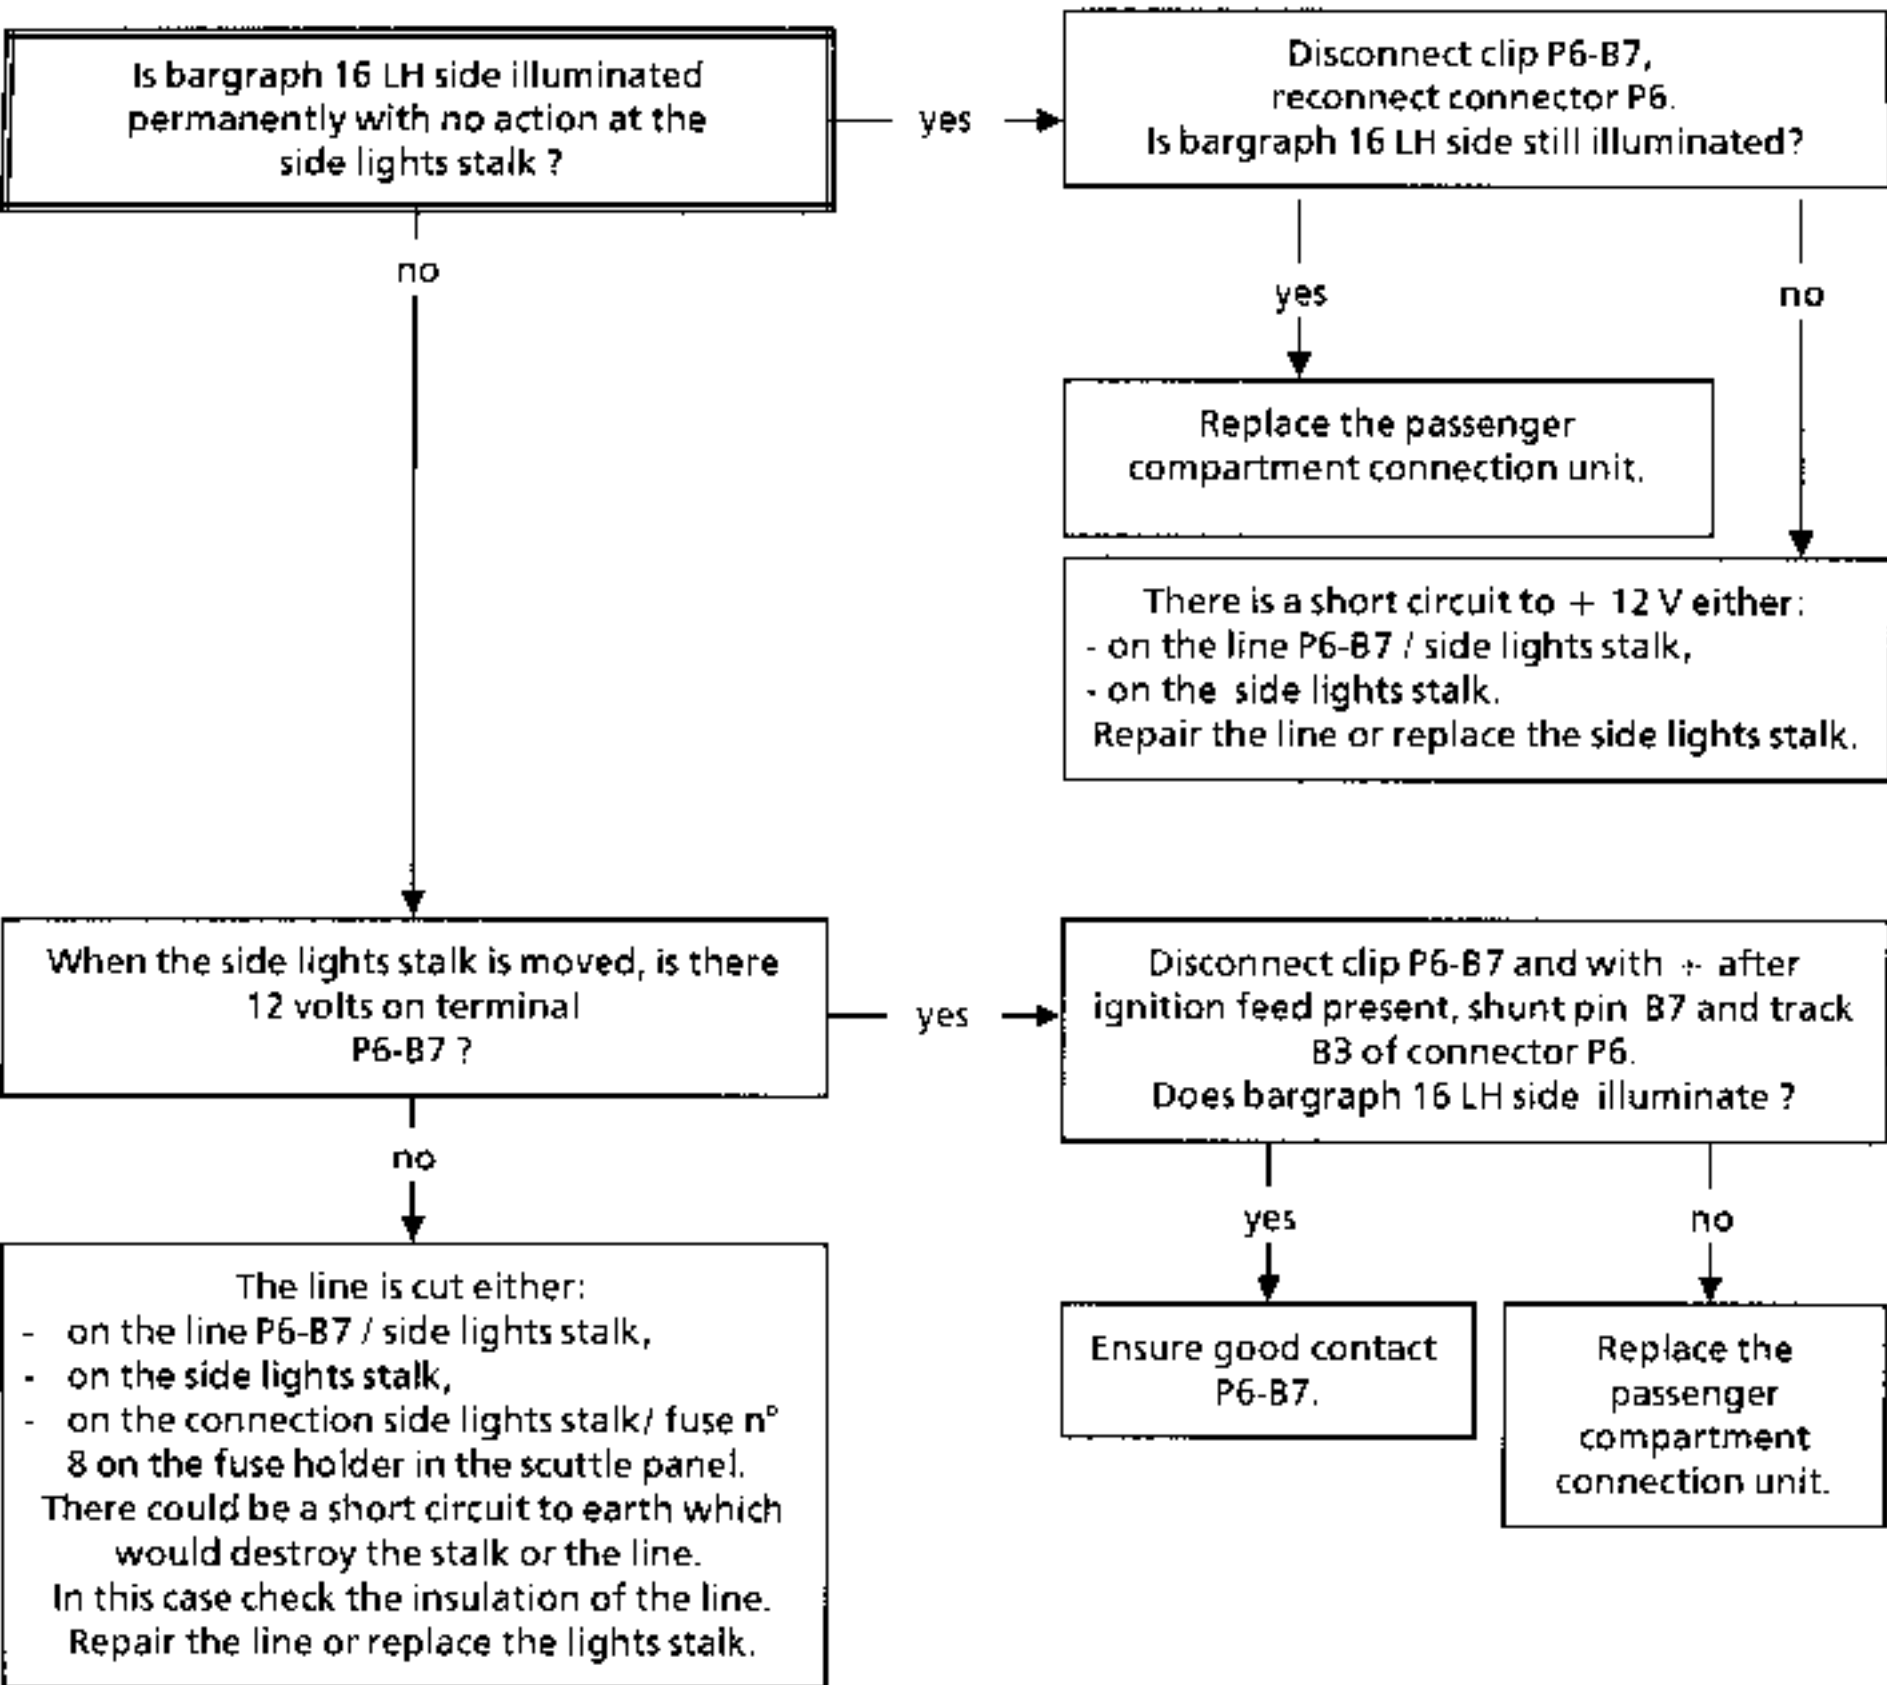 Is bargraph 16 LH side illuminated
permanently with no action at the
side lights stalk ?
yes
Disconnect clip P6-B7,
reconnect connector P6.
Is bargraph 16 LH side still illuminated?
no
yes
no
Replace the passenger
compartment connection unit.
There is a short circuit to + 12 V either:
- on the line P6-B7 / side lights stalk,
- on the side lights stalk.
Repair the line or replace the side lights stalk.
When the side lights stalk is moved, is there
12 volts on terminal
P6-B7 ?
yes
Disconnect clip P6-B7 and with + after
ignition feed present, shunt pin B7 and track
B3 of connector P6.
Does bargraph 16 LH side illuminate ?
no
yes
no
The line is cut either:
- on the line P6-B7 / side lights stalk,
- on the side lights stalk,
- on the connection side lights stalk/ fuse n°
8 on the fuse holder in the scuttle panel.
There could be a short circuit to earth which
would destroy the stalk or the line.
In this case check the insulation of the line.
Repair the line or replace the lights stalk.
Ensure good contact
P6-B7.
Replace the
passenger
compartment
connection unit.